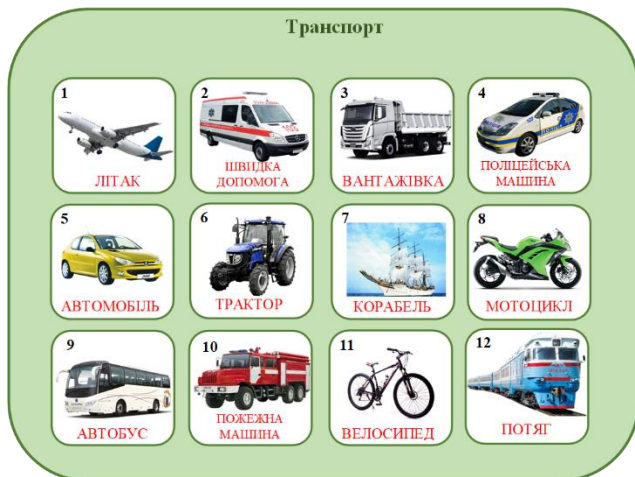 Транспорт
1
ЛІТАК
2
ШВИДКА
ДОПОМОГА
3
ВАНТАЖІВКА
4
ПОЛІЦЕЙСЬКА
МАШИНА
5
АВТОМОБІЛЬ
6
ТРАКТОР
7
КОРАБЕЛЬ
8
МОТОЦИКЛ
9
АВТОБУС
10
ПОЖЕЖНА
МАШИНА
11
ВЕЛОСИПЕД
12
ПОТЯГ